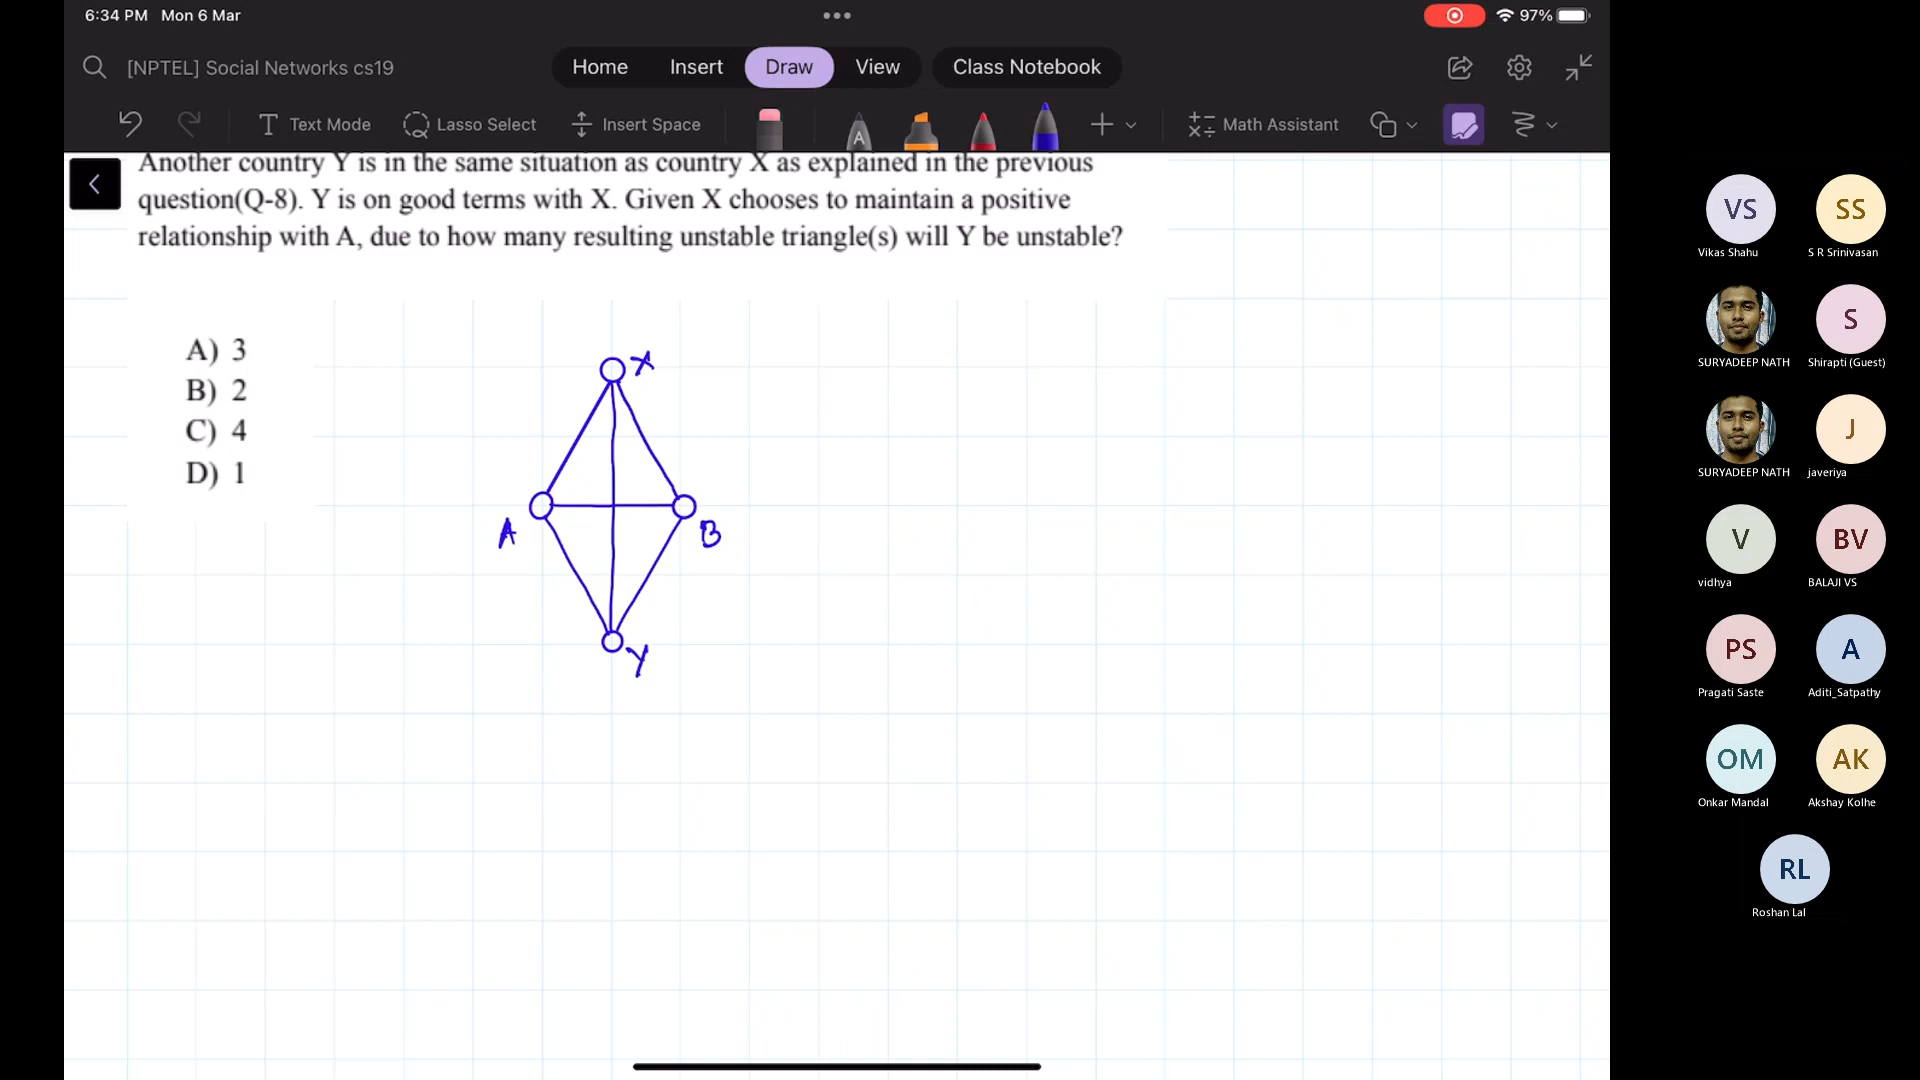 6:34 PM Mon 6 Mar
97%
[NPTEL] Social Networks cs19
Home Insert Draw View Class Notebook
Text Mode Lasso Select Insert Space A Math Assistant
Another country Y is in the same situation as country X as explained in the previous
question(Q-8). Y is on good terms with X. Given X chooses to maintain a positive
relationship with A, due to how many resulting unstable triangle(s) will Y be unstable?
A) 3
B) 2
C) 4
D) 1
X
A
B
Y
VS SS
Vikas Shahu S R Srinivasan
S
SURYADEEP NATH Shirapti (Guest)
J
SURYADEEP NATH javeriya
V BV
vidhya BALAJI VS
PS A
Pragati Saste Aditi_Satpathy
OM AK
Onkar Mandal Akshay Kolhe
RL
Roshan Lal